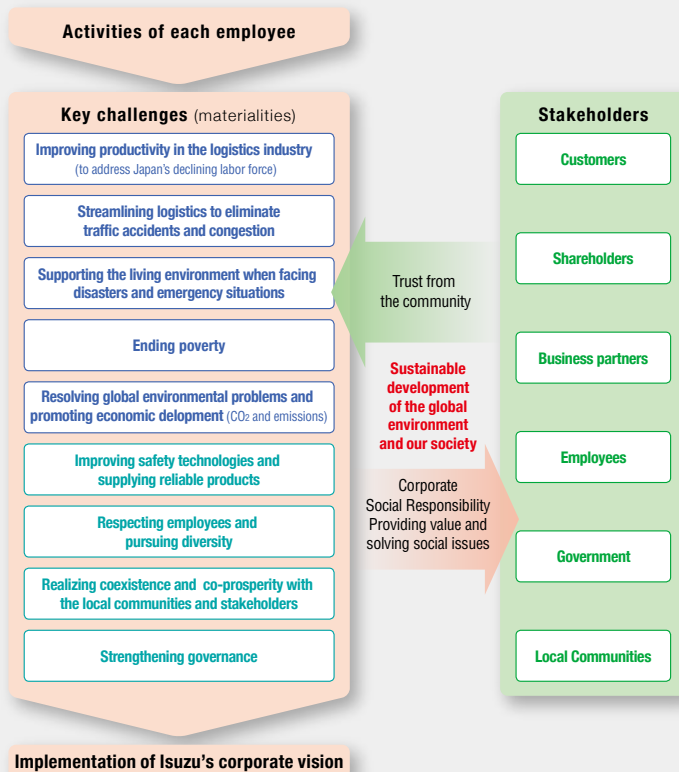 Activities of each employee
Key challenges (materialities)
Improving productivity in the logistics industry
(to address Japan's declining labor force)
Streamlining logistics to eliminate
traffic accidents and congestion
Supporting the living environment when facing
disasters and emergency situations
Ending poverty
Resolving global environmental problems and
promoting economic delopment (CO2 and emissions)
Improving safety technologies and
supplying reliable products
Respecting employees and
pursuing diversity
Realizing coexistence and co-prosperity with
the local communities and stakeholders
Strengthening governance
Implementation of Isuzu's corporate vision
Trust from
the community
Sustainable
development
of the global
environment
and our society
Corporate
Social Responsibility
Providing value and
solving social issues
Stakeholders
Customers
Shareholders
Business partners
Employees
Government
Local Communities